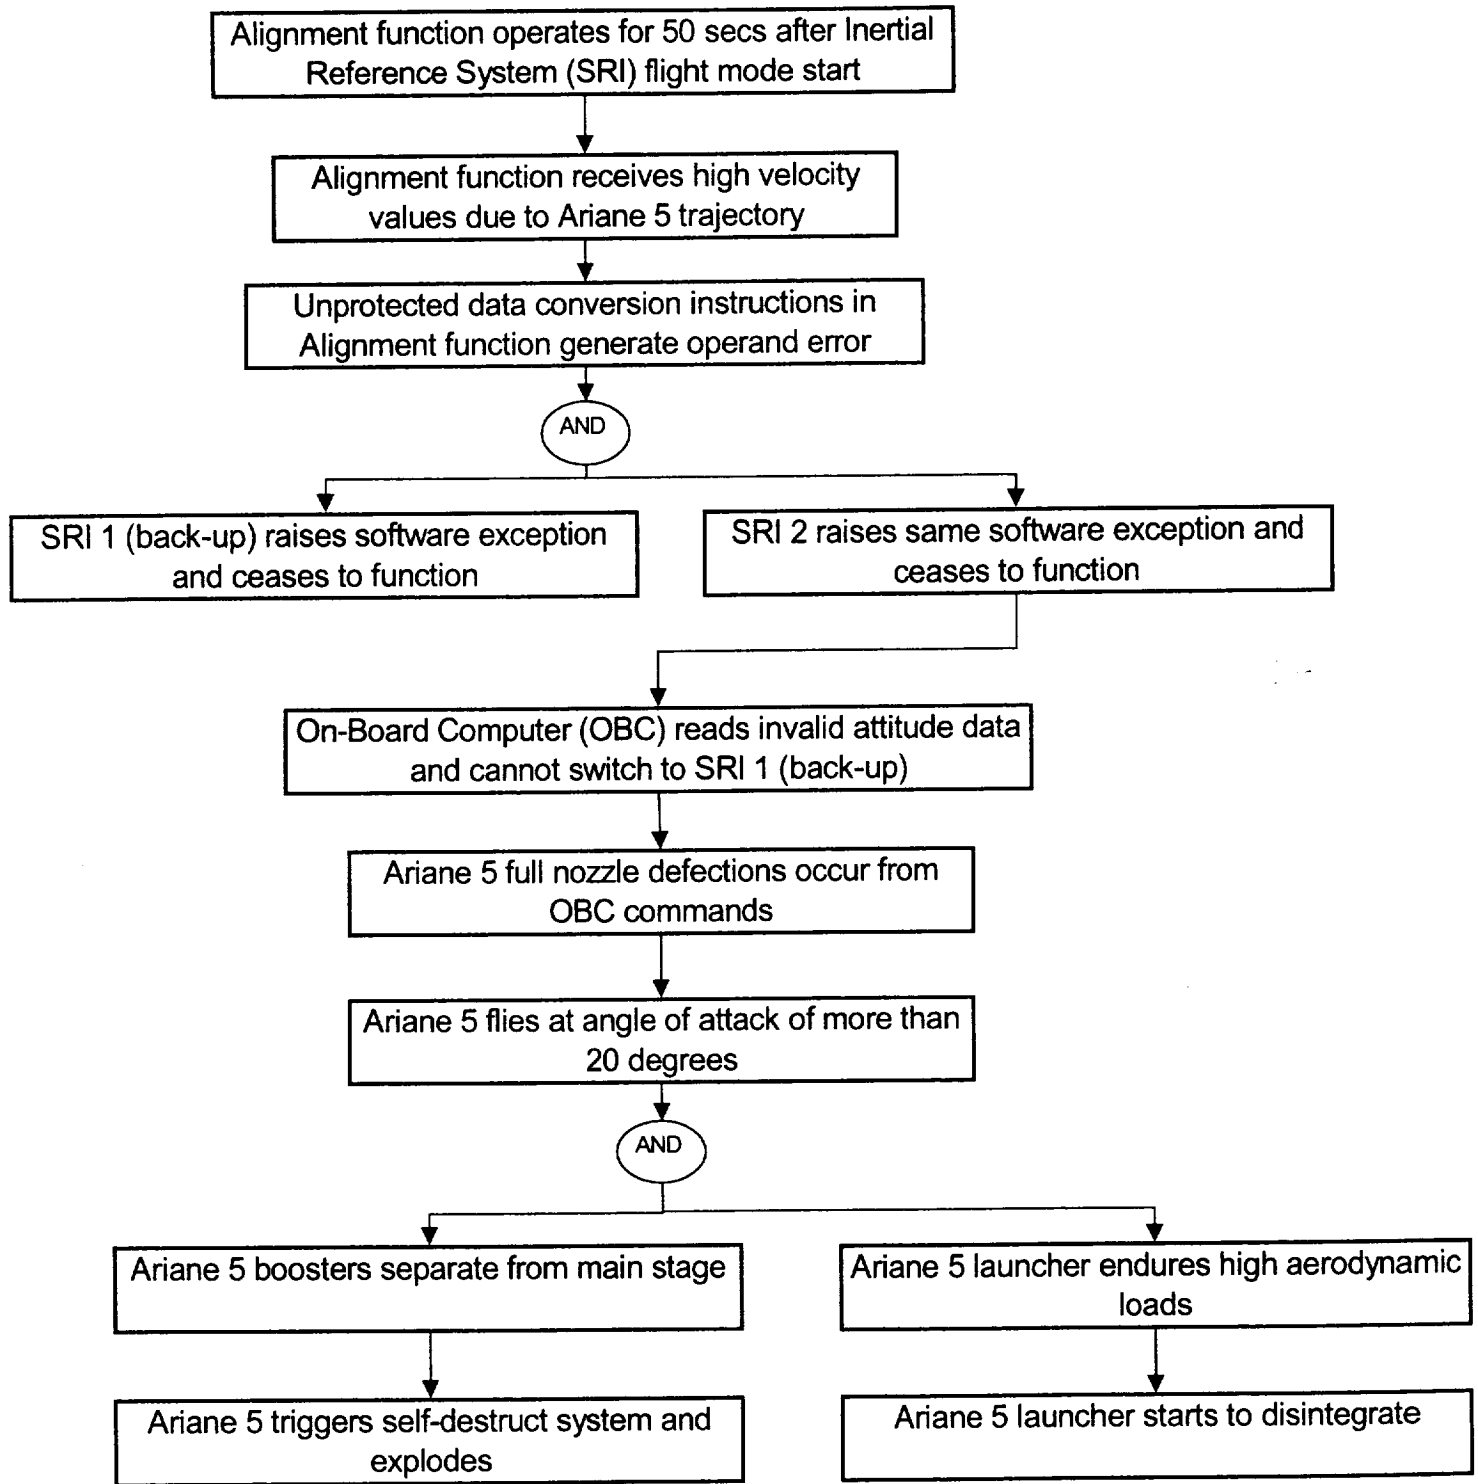 Alignment function operates for 50 secs after Inertial
Reference System (SRI) flight mode start
Alignment function receives high velocity
values due to Ariane 5 trajectory
Unprotected data conversion instructions in
Alignment function generate operand error
AND
SRI 1 (back-up) raises software exception
and ceases to function
SRI 2 raises same software exception and
ceases to function
On-Board Computer (OBC) reads invalid attitude data
and cannot switch to SRI 1 (back-up)
Ariane 5 full nozzle defections occur from
OBC commands
Ariane 5 flies at angle of attack of more than
20 degrees
AND
Ariane 5 boosters separate from main stage
Ariane 5 launcher endures high aerodynamic
loads
Ariane 5 triggers self-destruct system and
explodes
Ariane 5 launcher starts to disintegrate